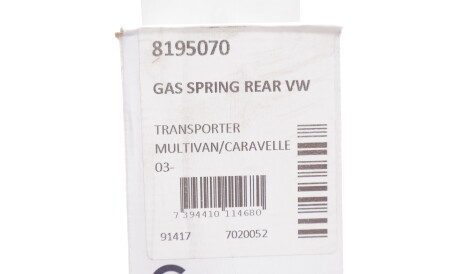 8195070
GAS SPRING REAR VW
TRANSPORTER
MULTIVAN/CARAVELLE
03-
7 394410 114680
91417 7020052